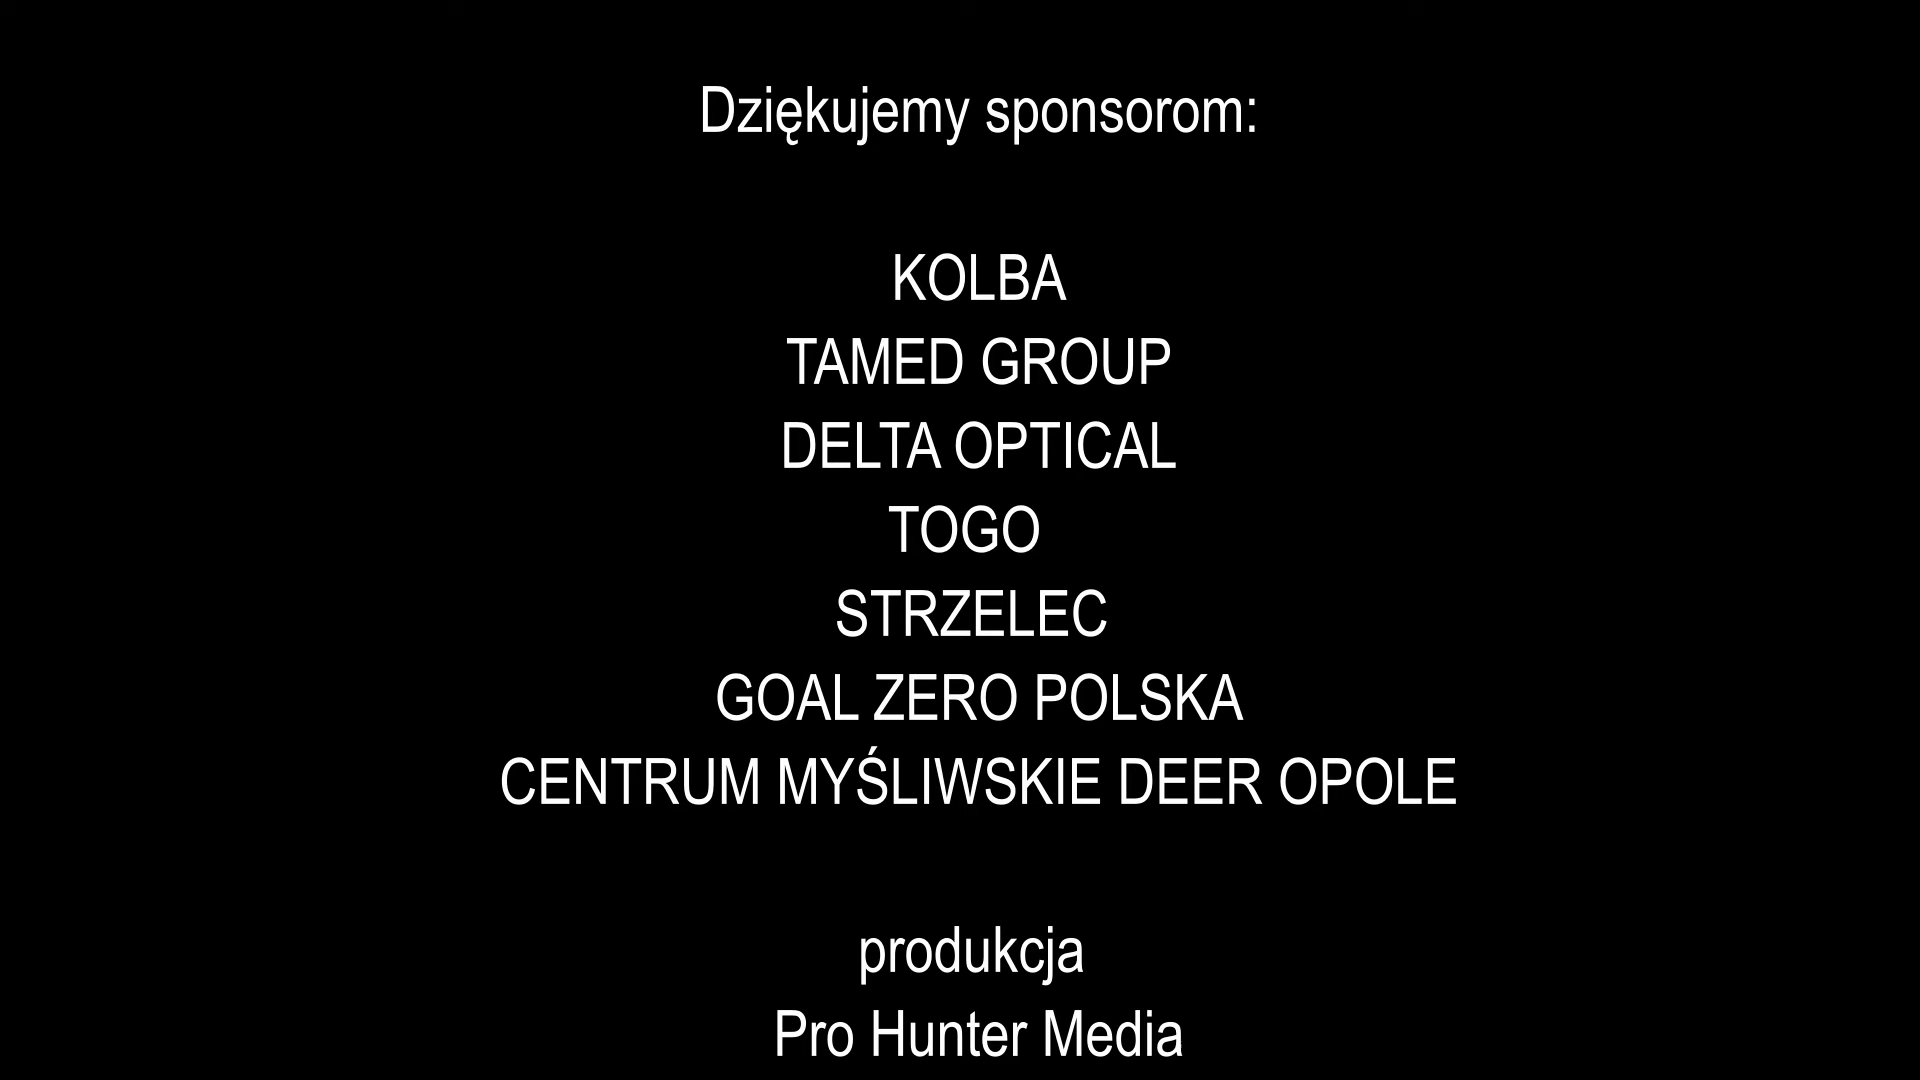 Dziękujemy sponsorom:
KOLBA
TAMED GROUP
DELTA OPTICAL
TOGO
STRZELEC
GOAL ZERO POLSKA
CENTRUM MYŚLIWSKIE DEER OPOLE
produkcja
Pro Hunter Media